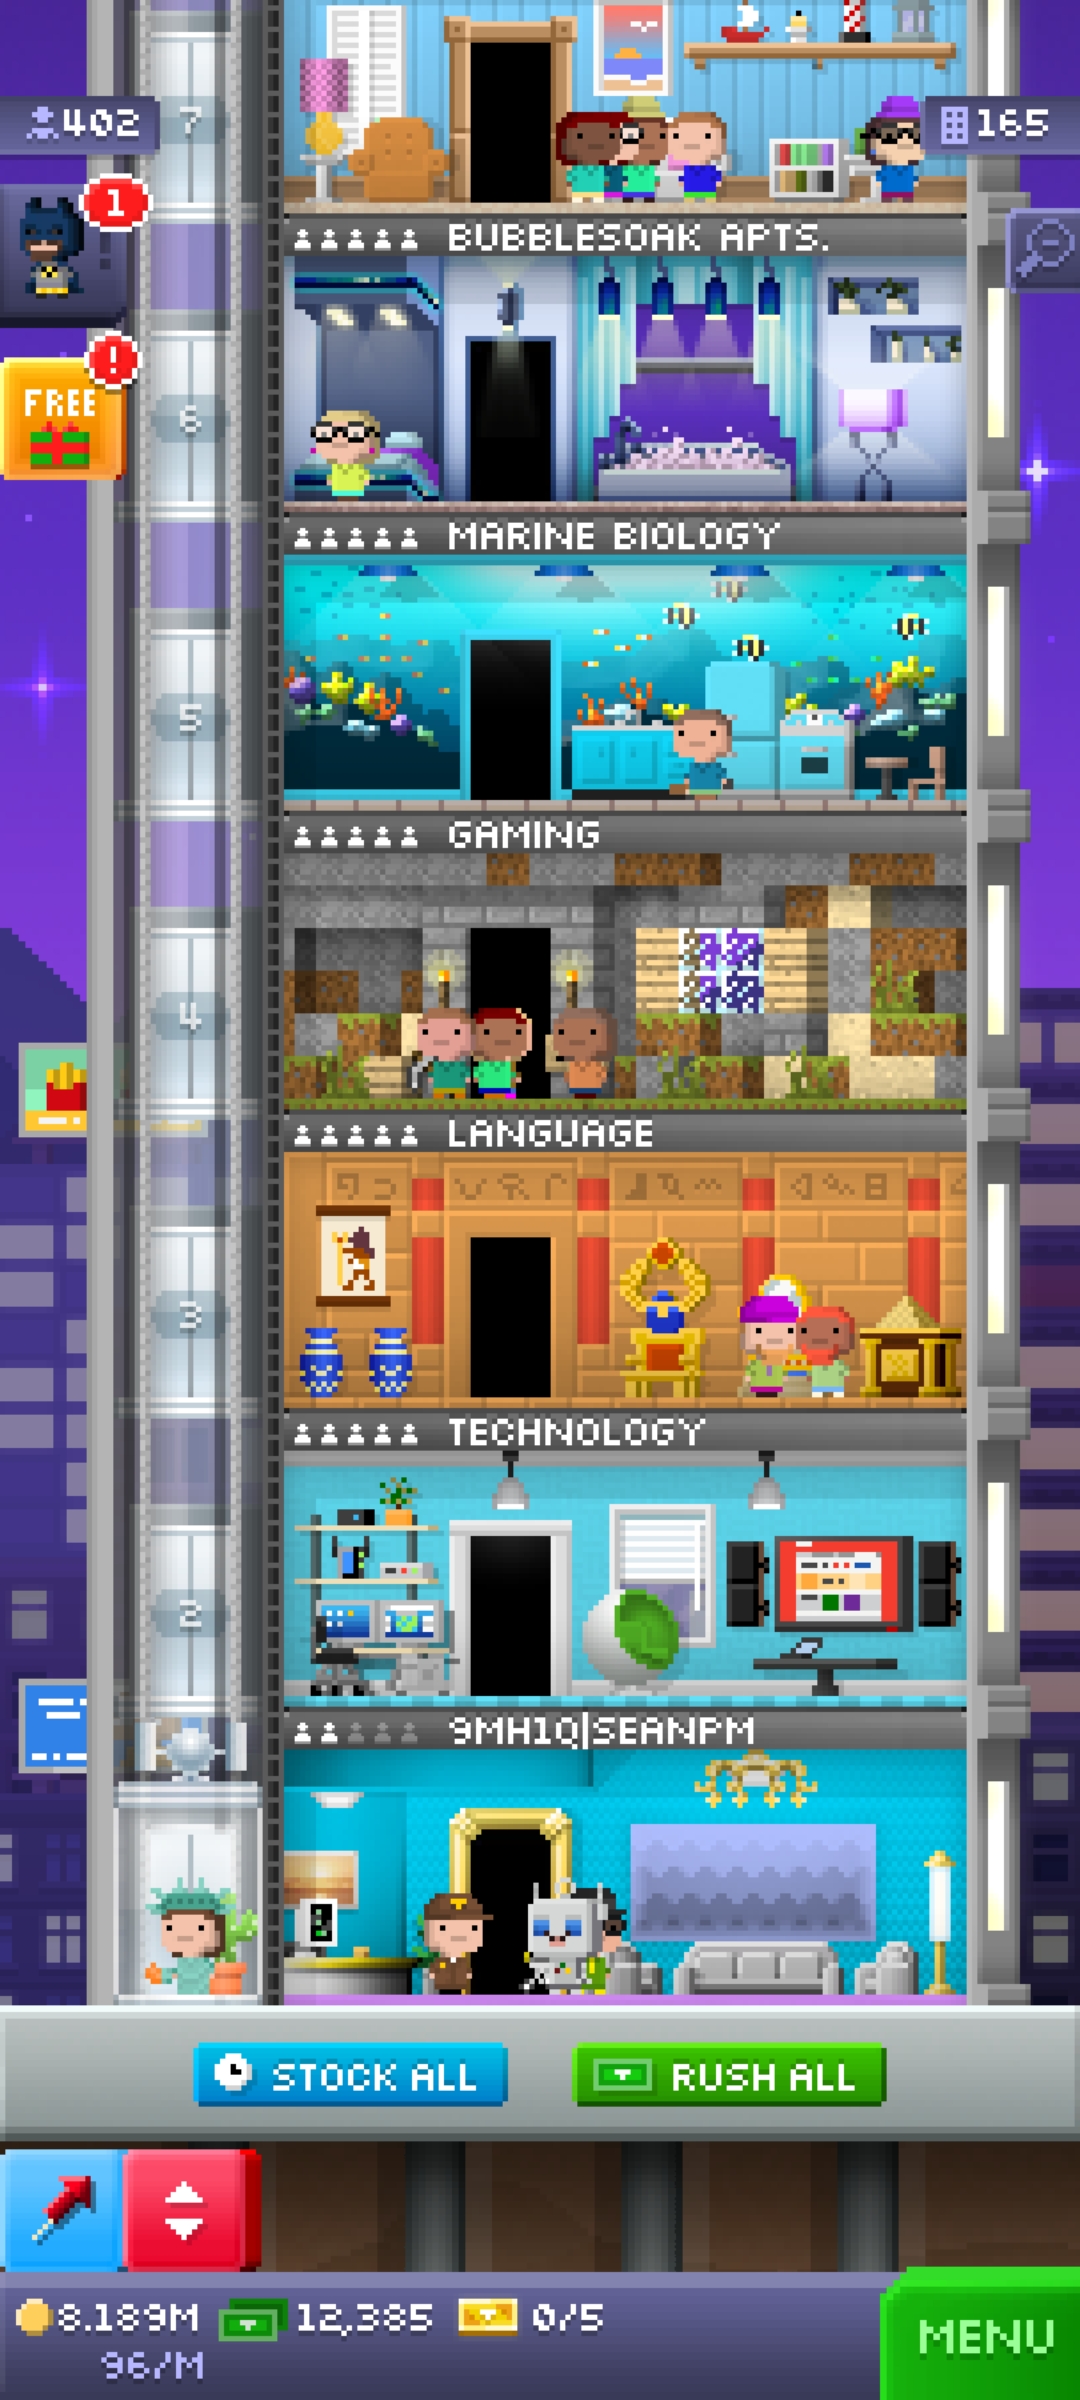 7
402
165
1
BUBBLESOAK APTS.
FREE
!
6
MARINE BIOLOGY
5
GAMING
4
LANGUAGE
3
TECHNOLOGY
2
9MH1Q|SEANPM
STOCK ALL
RUSH ALL
8.189M
12,385
0/5
96/M
MENU